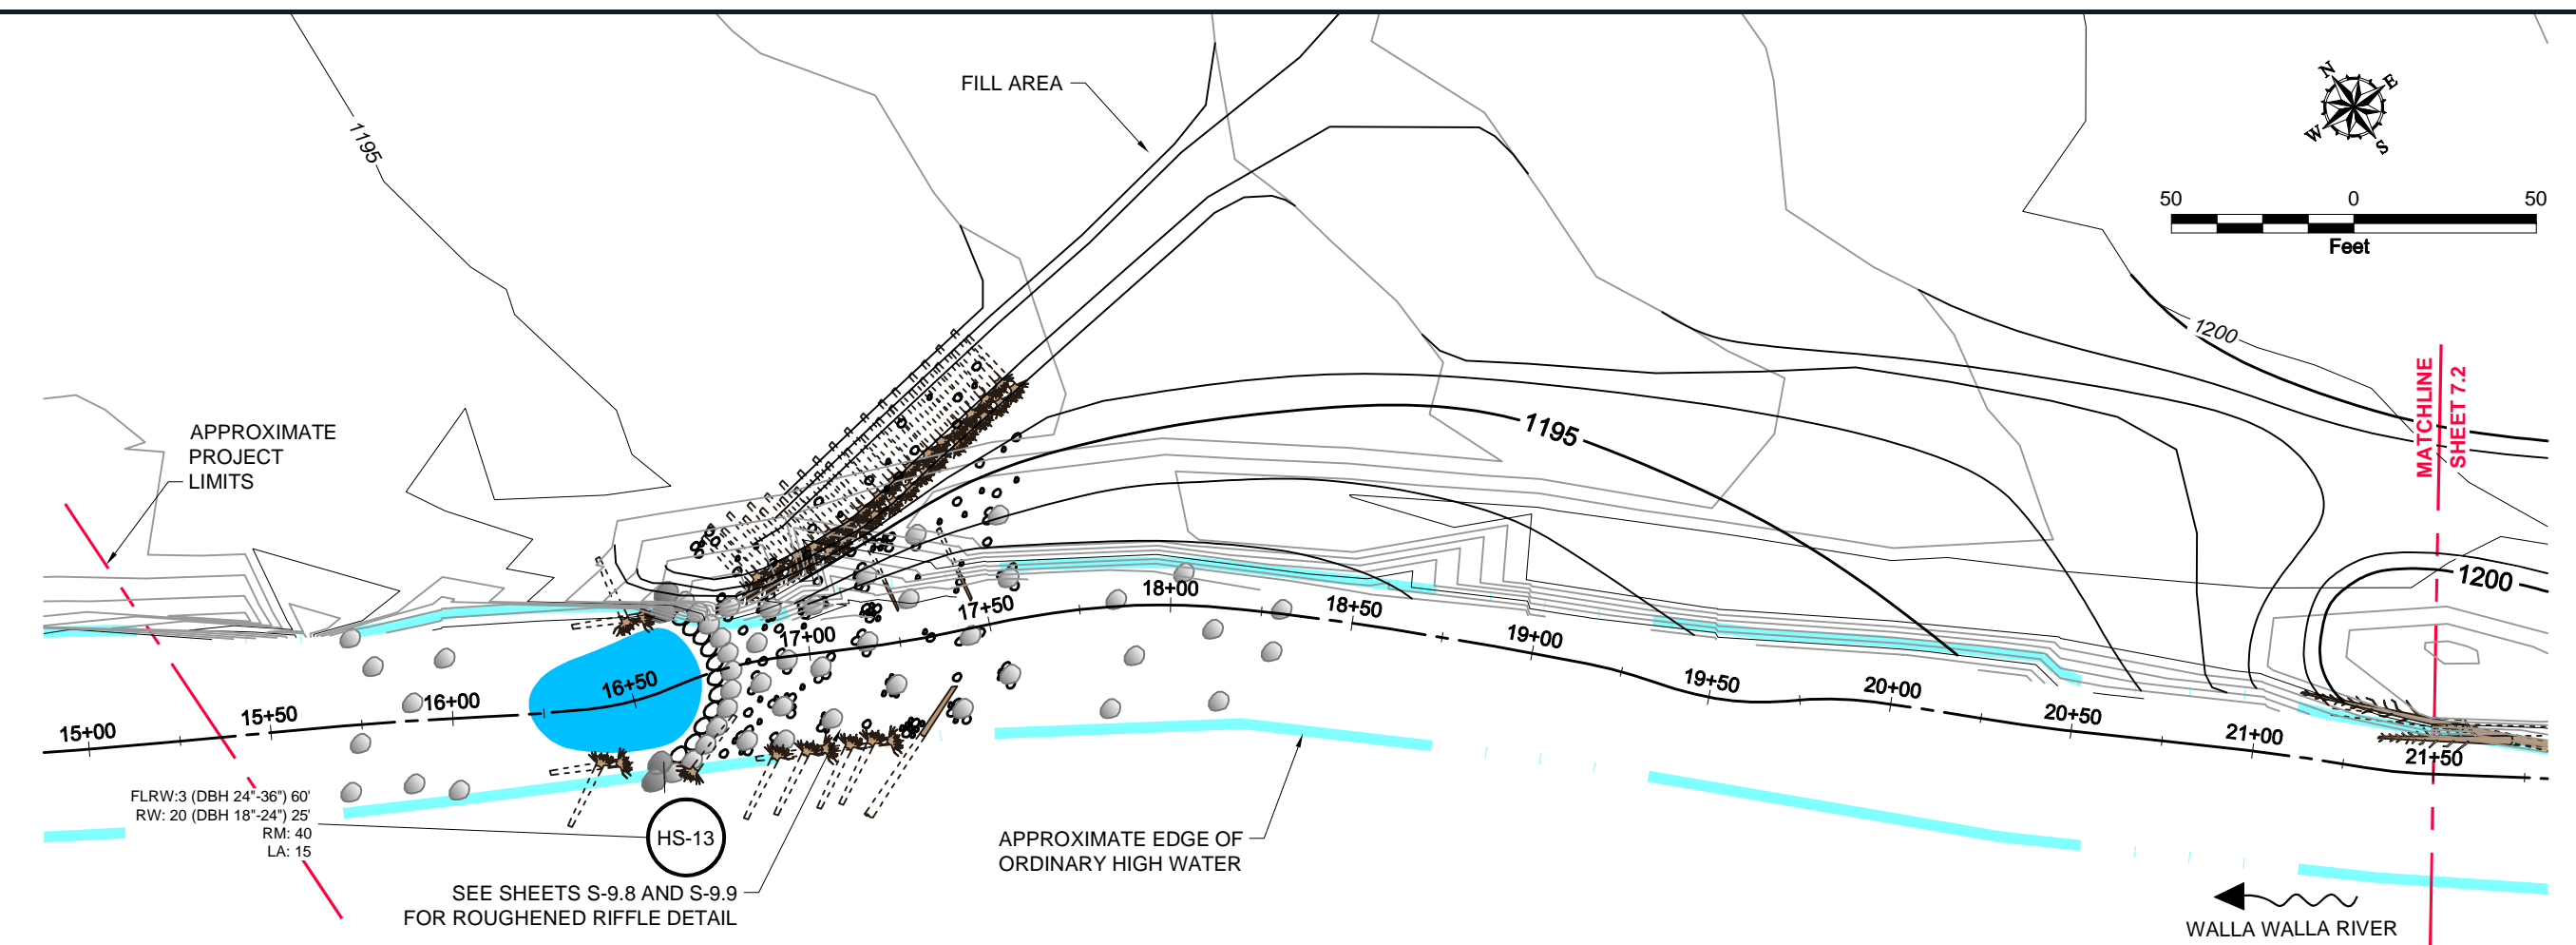 FILL AREA
N
E
W
S
50 0 50
Feet
1195
1200
APPROXIMATE
PROJECT
LIMITS
MATCHLINE
SHEET 7.2
1195
1200
15+00
15+50
16+00
16+50
17+00
17+50
18+00
18+50
19+00
19+50
20+00
20+50
21+00
21+50
FLRW:3 (DBH 24"-36") 60'
RW: 20 (DBH 18"-24") 25'
RM: 40
LA: 15
HS-13
SEE SHEETS S-9.8 AND S-9.9
FOR ROUGHENED RIFFLE DETAIL
APPROXIMATE EDGE OF
ORDINARY HIGH WATER
WALLA WALLA RIVER